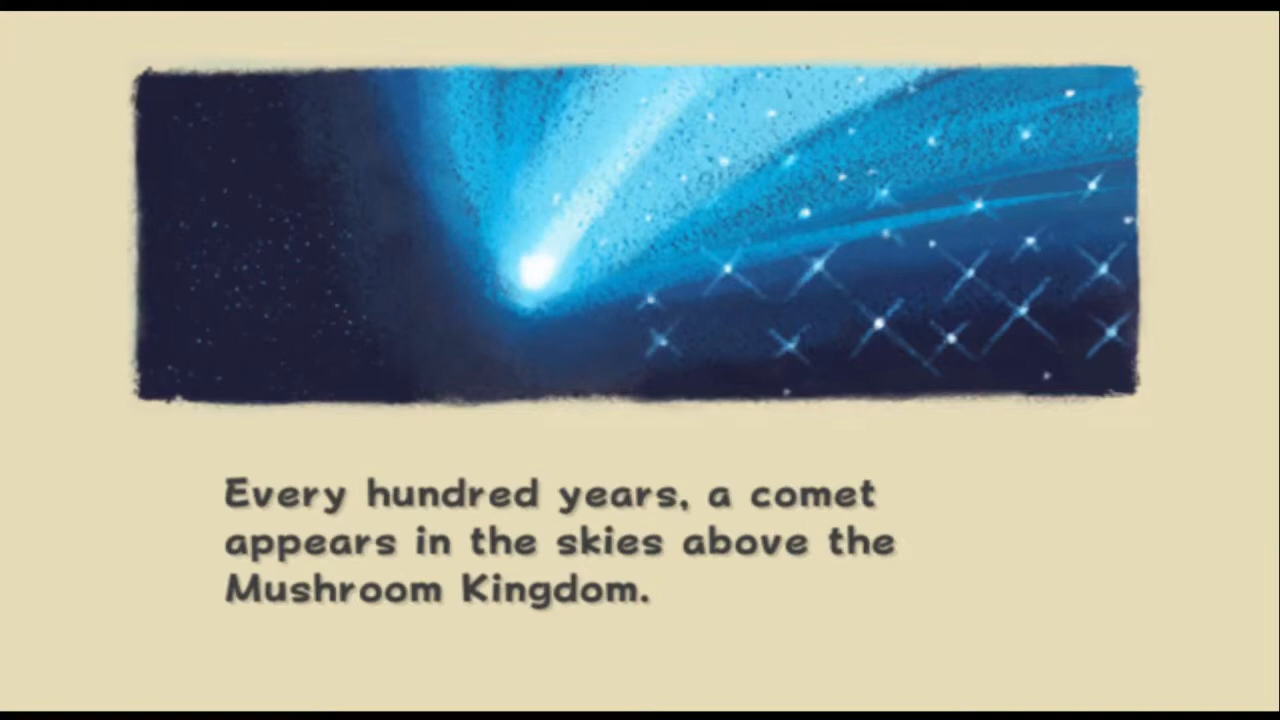 Every hundred years, a comet
appears in the skies above the
Mushroom Kingdom.